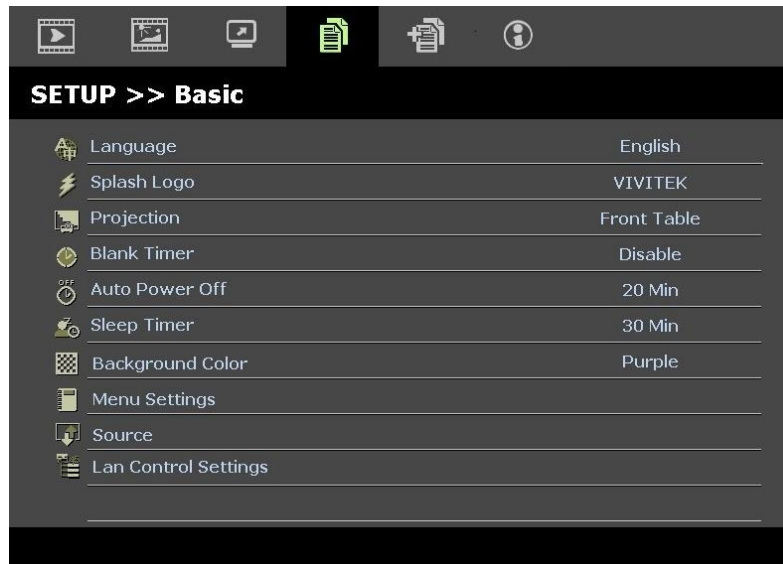 SETUP >> Basic
Language English
Splash Logo VIVITEK
Projection Front Table
Blank Timer Disable
OFF
Auto Power Off 20 Min
Sleep Timer 30 Min
Background Color Purple
Menu Settings
Source
Lan Control Settings